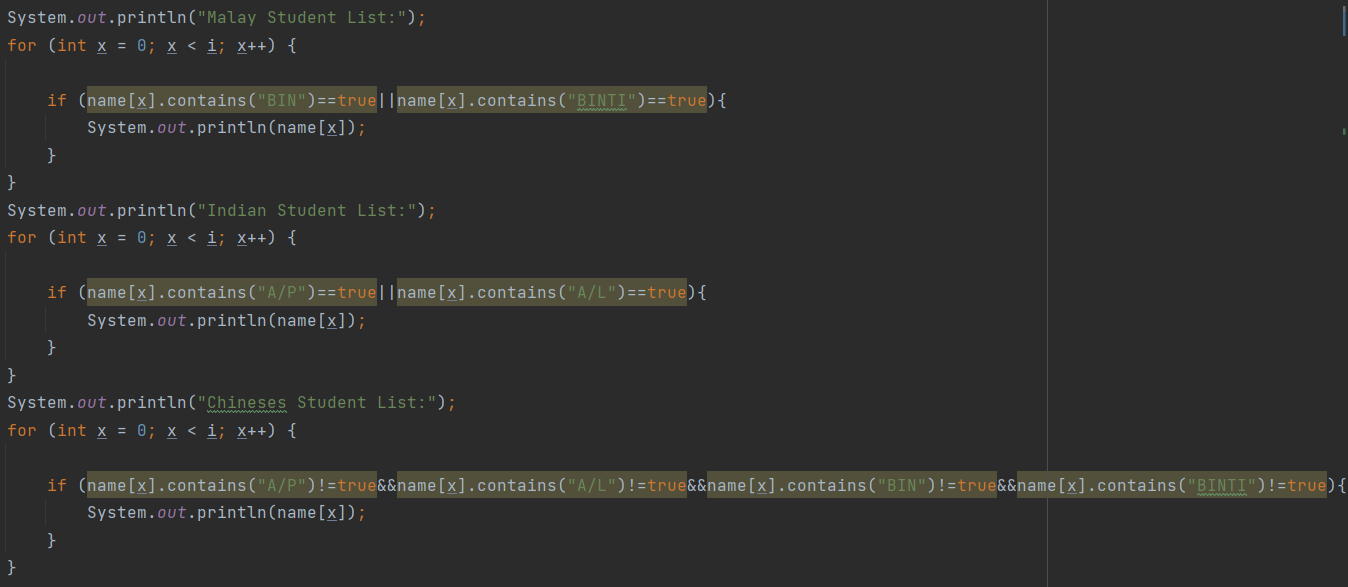 System.out.println("Malay Student List:");
for (int x = 0; x < i; x++) {
if (name[x].contains("BIN")==true||name[x].contains("BINTI")==true){
System.out.println(name[x]);
}
}
System.out.println("Indian Student List:");
for (int x = 0; x < i; x++) {
if (name[x].contains("A/P")==true||name[x].contains("A/L")==true){
System.out.println(name[x]);
}
}
System.out.println("Chineses Student List:");
for (int x = 0; x < i; x++) {
if (name[x].contains("A/P")!=true&&name[x].contains("A/L")!=true&&name[x].contains("BIN")!=true&&name[x].contains("BINTI")!=true){
System.out.println(name[x]);
}
}